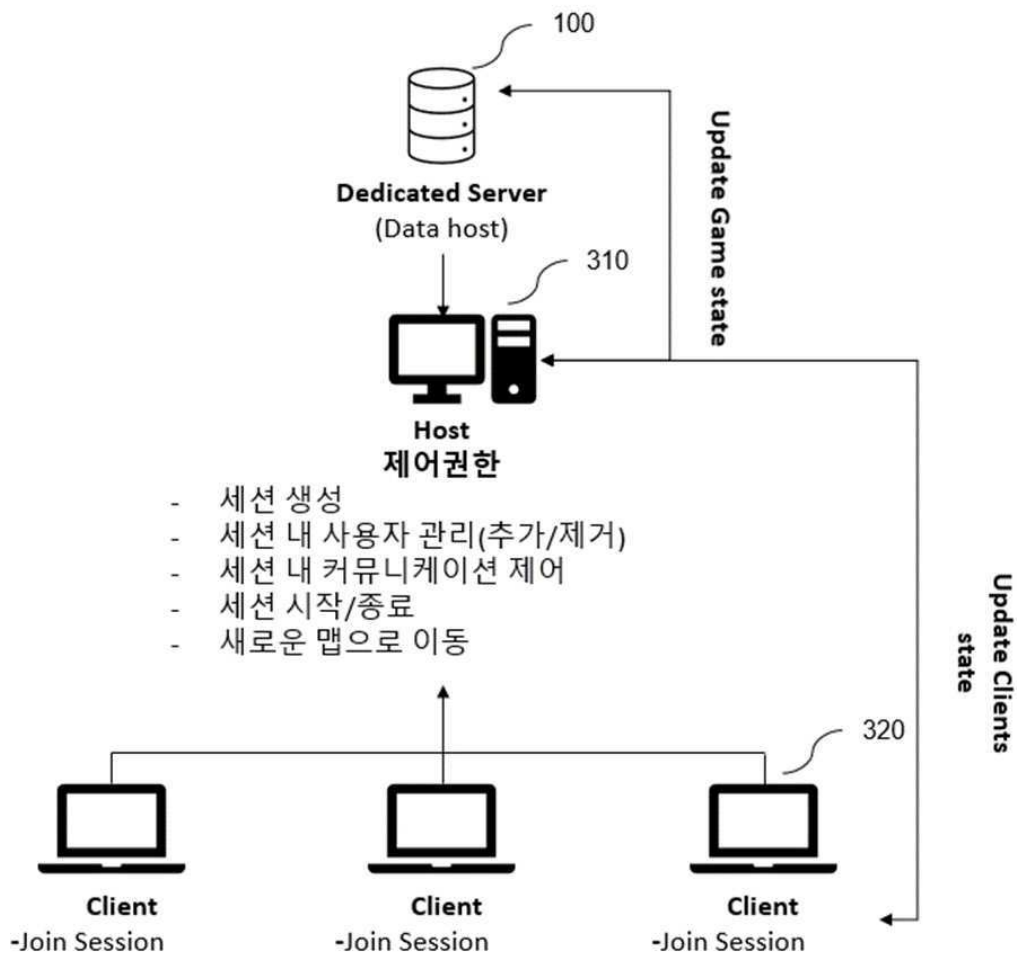 100
Dedicated Server
(Data host)
Update Game state
310
Host
제어권한
- 세션 생성
- 세션 내 사용자 관리(추가/제거)
- 세션 내 커뮤니케이션 제어
- 세션 시작/종료
- 새로운 맵으로 이동
Update Clients
state
320
Client
-Join Session
Client
-Join Session
Client
-Join Session